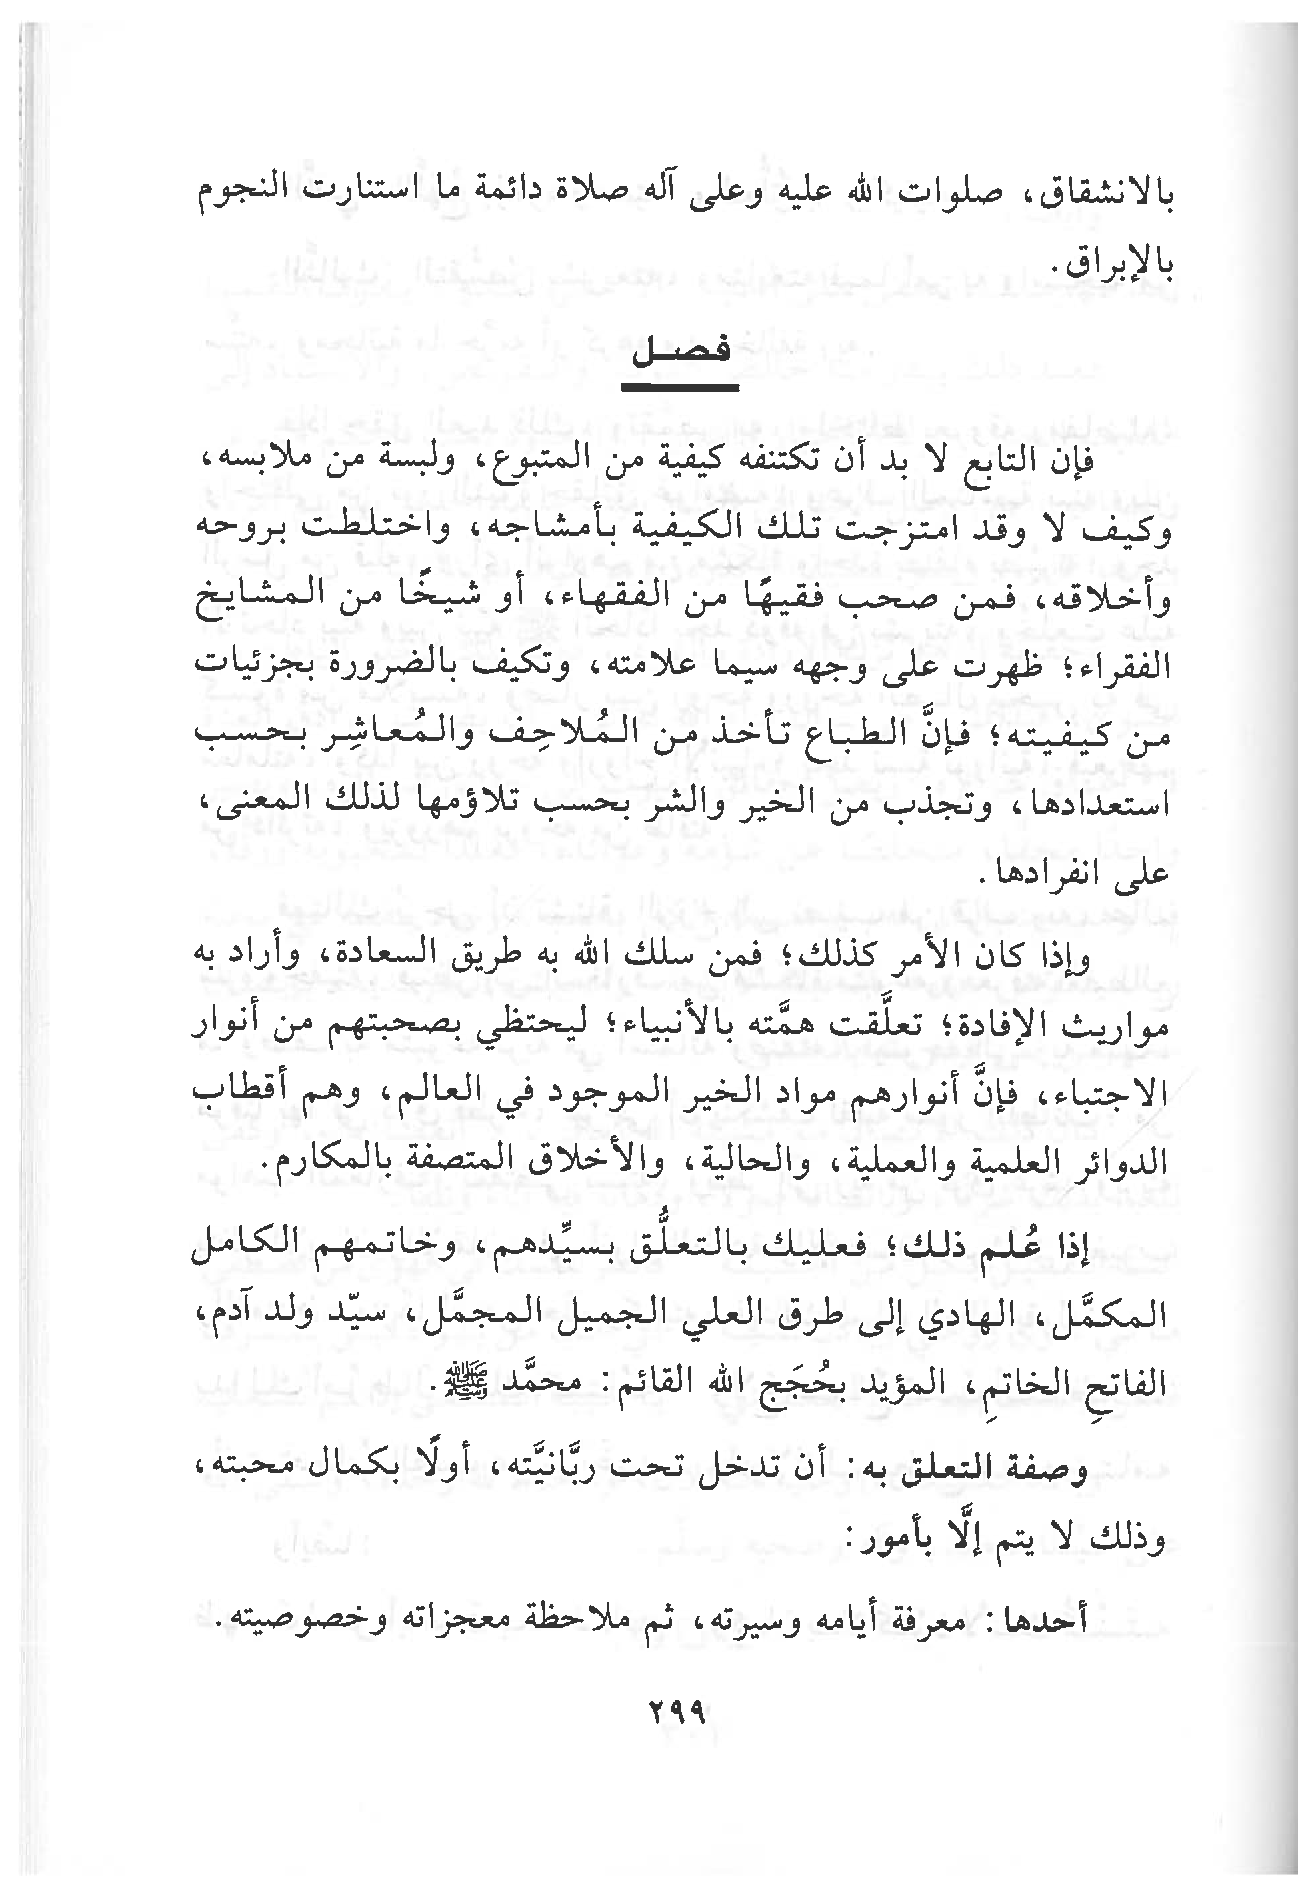 بالانشقاق، صلوات الله عليه وعلى آله صلاة دائمة ما استنارت النجوم
بالإبراق.
فصل
فإن التابع لا بد أن تكتنفه كيفية من المتبوع، ولبسة من ملابسه،
وكيف لا وقد امتزجت تلك الكيفية بأمشاجه، واختلطت بروحه
وأخلاقه، فمن صحب فقيهًا من الفقهاء، أو شيخًا من المشايخ
الفقراء؛ ظهرت على وجهه سيما علامته، وتكيف بالضرورة بجزئيات
من كيفيته؛ فإنَّ الطباع تأخذ من المُلاحِف والمُعاشِر بحسب
استعدادها، وتجذب من الخير والشر بحسب تلاؤمها لذلك المعنى،
على انفرادها.
وإذا كان الأمر كذلك؛ فمن سلك الله به طريق السعادة، وأراد به
مواريث الإفادة؛ تعلَّقت همَّته بالأنبياء؛ ليحتظي بصحبتهم من أنوار
الاجتباء، فإنَّ أنوارهم مواد الخير الموجود في العالم، وهم أقطاب
الدوائر العلمية والعملية، والحالية، والأخلاق المتصفة بالمكارم.
إذا عُلم ذلك؛ فعليك بالتعلُّق بسيِّدهم، وخاتمهم الكامل
المكمَّل، الهادي إلى طرق العلي الجميل المجمَّل، سيّد ولد آدم،
الفاتحِ الخاتمِ، المؤيد بحُجَج الله القائم: محمَّد ﷺ.
وصفة التعلق به: أن تدخل تحت ربَّانيَّته، أولًا بكمال محبته،
وذلك لا يتم إلَّا بأمور:
أحدها: معرفة أيامه وسيرته، ثم ملاحظة معجزاته وخصوصيته.
٢٩٩